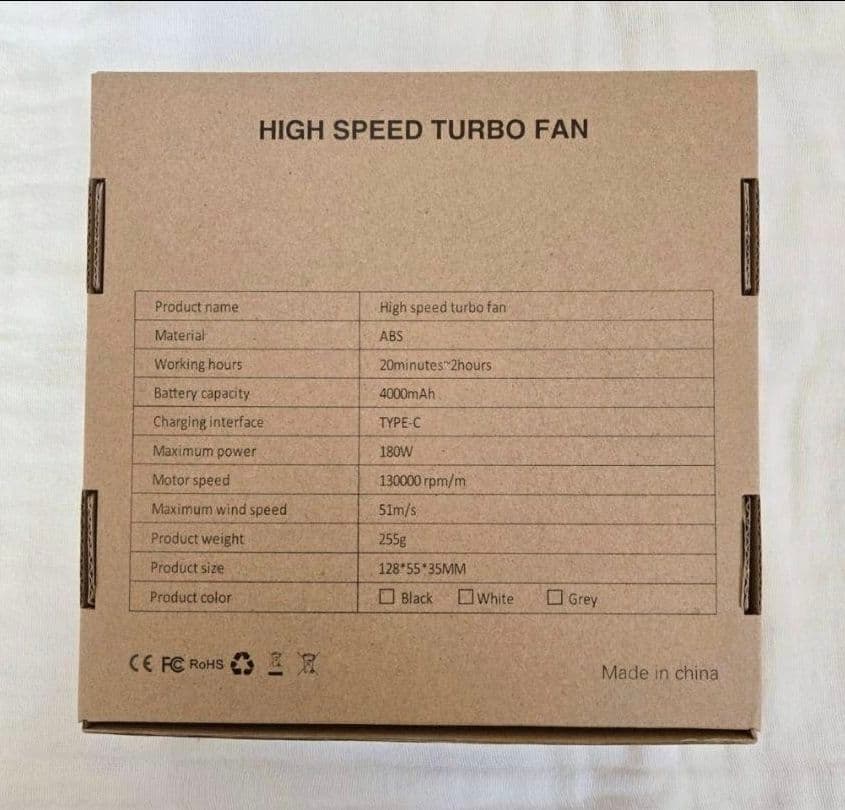 HIGH SPEED TURBO FAN
Product name High speed turbo fan
Material ABS
Working hours 20minutes~2hours
Battery capacity 4000mAh
Charging interface TYPE-C
Maximum power 180W
Motor speed 130000 rpm/m
Maximum wind speed 51m/s
Product weight 255g
Product size 128*55*35MM
Product color Black White Grey
CE FC RoHS
Made in china